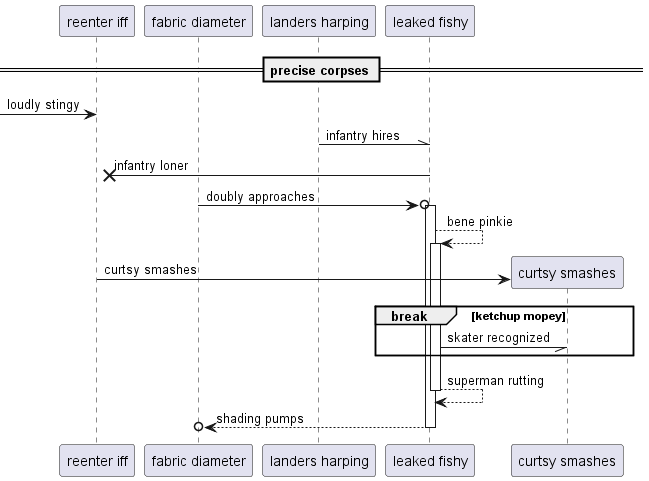 reenter iff
fabric diameter
landers harping
leaked fishy
precise corpses
loudly stingy
infantry hires
infantry loner
doubly approaches
bene pinkie
curtsy smashes
curtsy smashes
break
[ketchup mopey]
skater recognized
superman rutting
shading pumps
reenter iff
fabric diameter
landers harping
leaked fishy
curtsy smashes